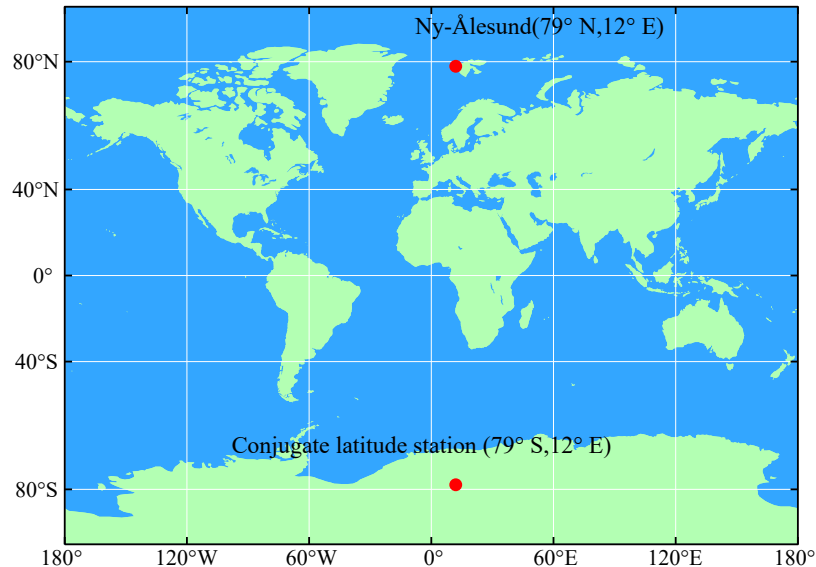 Ny-Ålesund(79° N,12° E)
80°N
40°N
0°
40°S
Conjugate latitude station (79° S,12° E)
80°S
180° 120°W 60°W 0° 60°E 120°E 180°